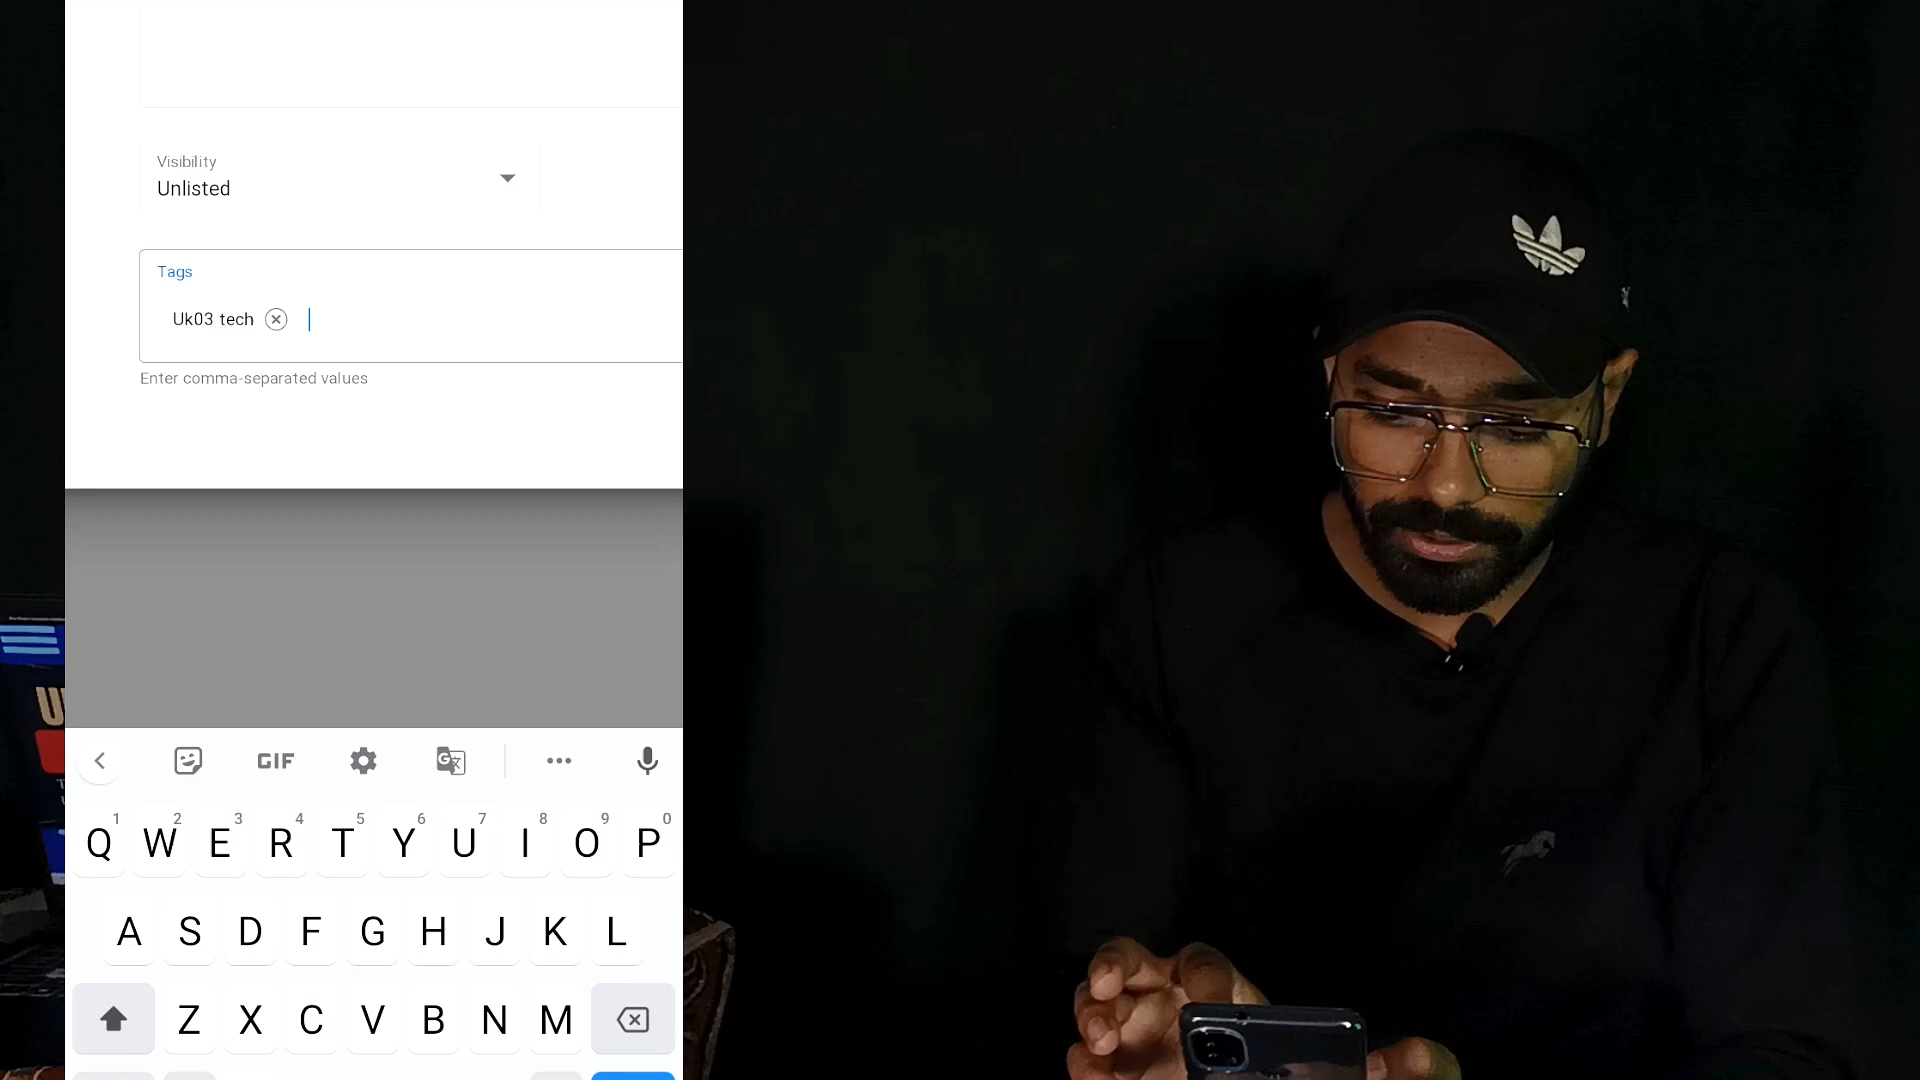 Visibility
Unlisted
Tags
Uk03 tech
Enter comma-separated values
GIF
G
1 2 3 4 5 6 7 8 9 0
Q W E R T Y U I O P
A S D F G H J K L
Z X C V B N M
U